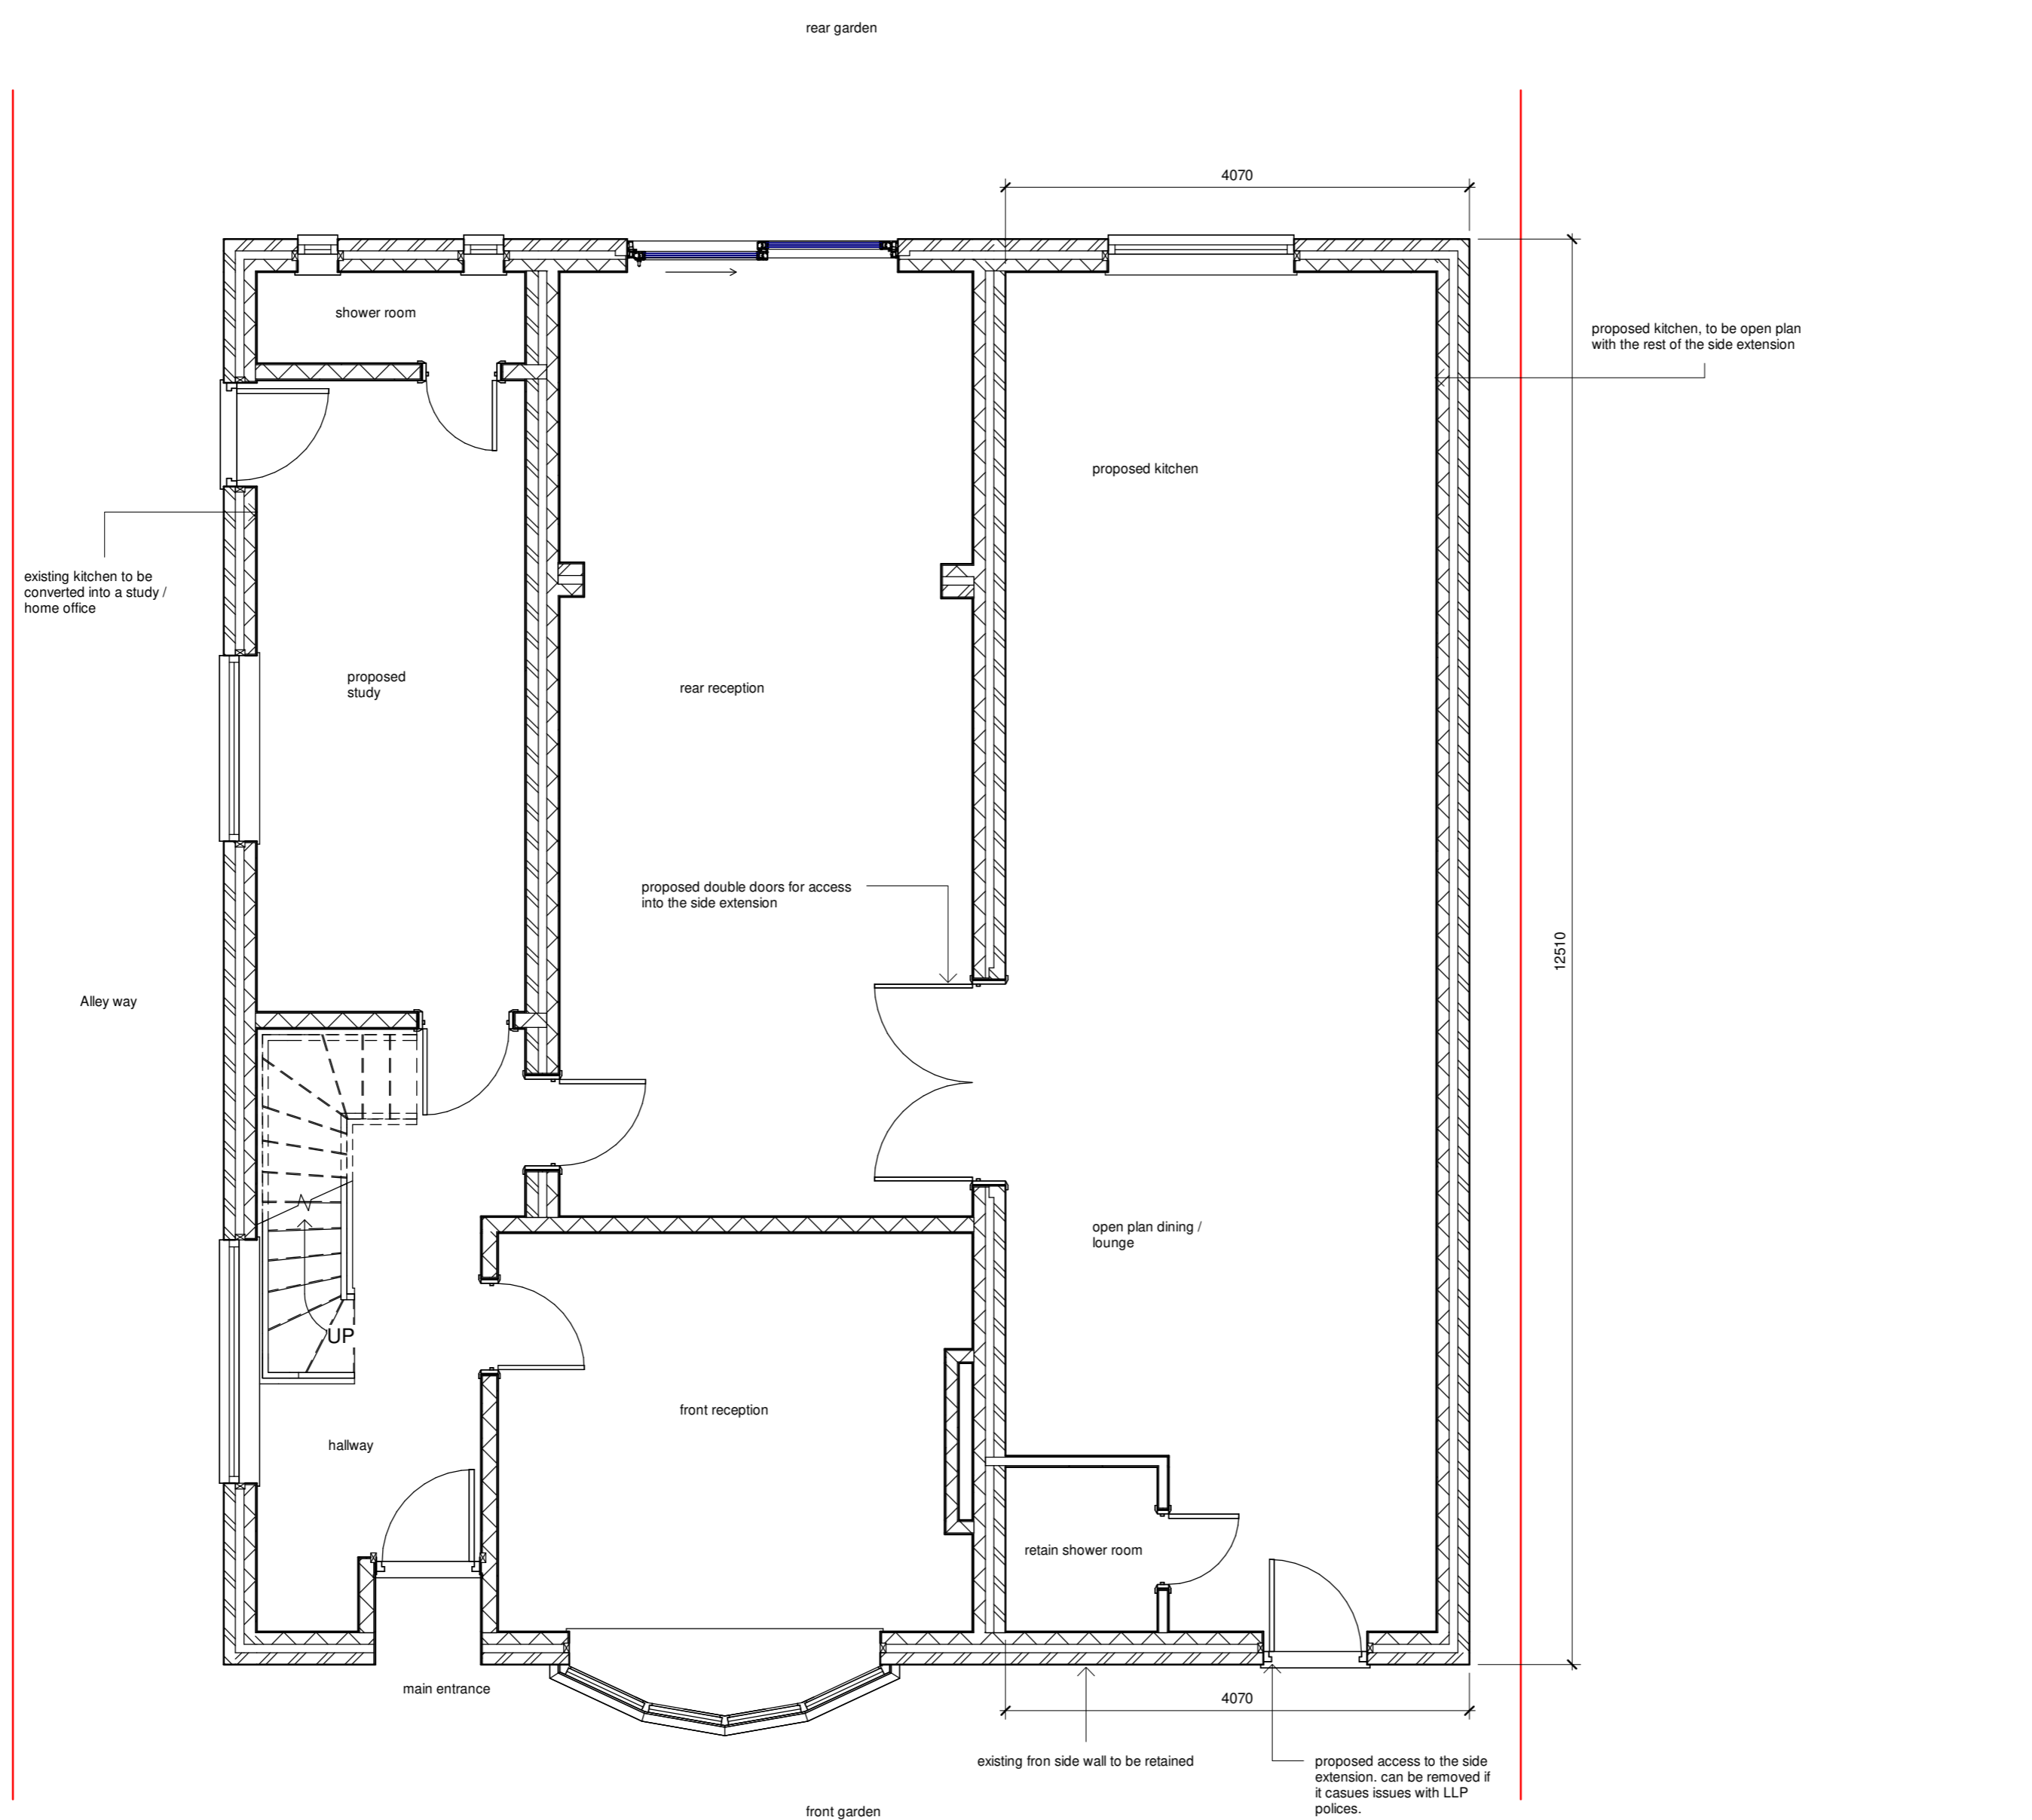 rear garden
4070
shower room
proposed kitchen, to be open plan
with the rest of the side extension
proposed kitchen
existing kitchen to be
converted into a study /
home office
proposed
study
rear reception
proposed double doors for access
into the side extension
12510
Alley way
open plan dining /
lounge
UP
front reception
hallway
retain shower room
main entrance
4070
existing fron side wall to be retained
proposed access to the side
extension. can be removed if
it casues issues with LLP
polices.
front garden